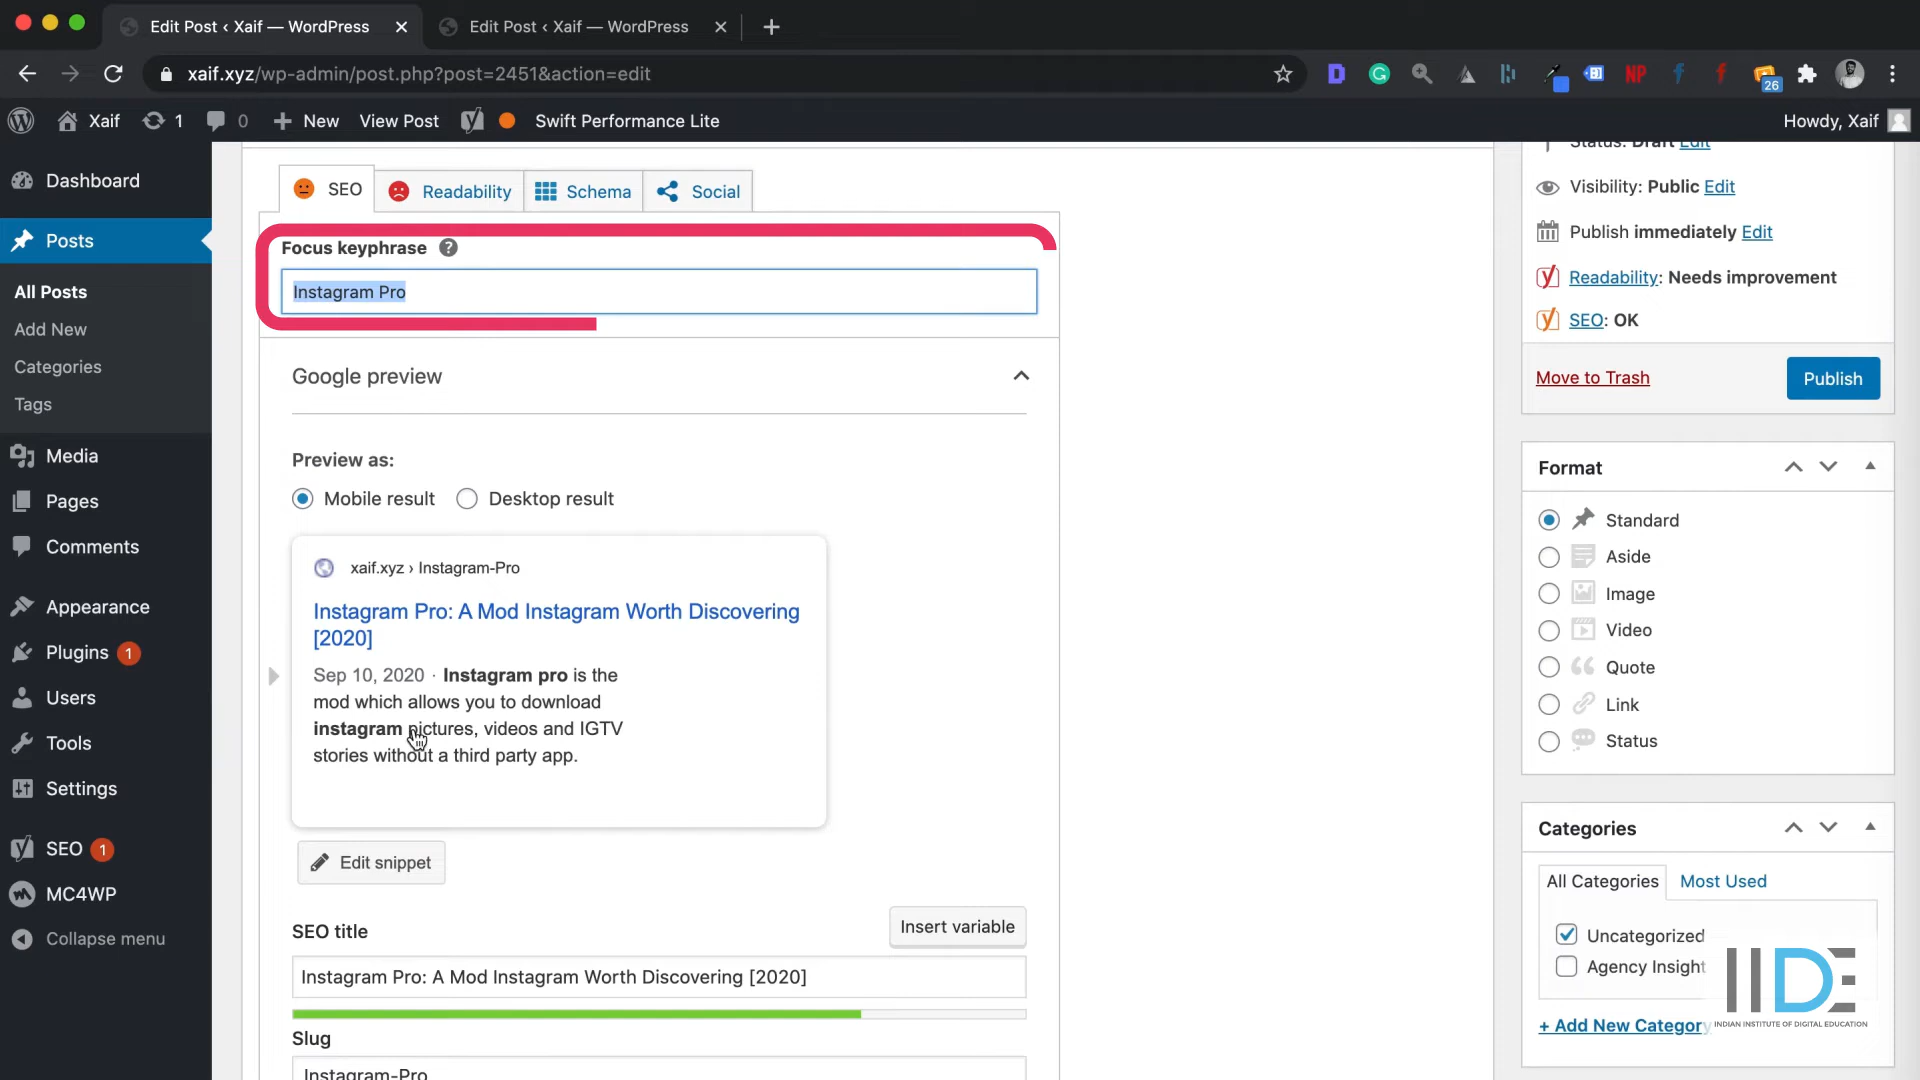 Edit Post ‹ Xaif — WordPress
Edit Post ‹ Xaif — WordPress
xaif.xyz/wp-admin/post.php?post=2451&action=edit
26
Xaif 1 0 New View Post Swift Performance Lite
Howdy, Xaif
Dashboard
Posts
All Posts
Add New
Categories
Tags
Media
Pages
Comments
Appearance
Plugins 1
Users
Tools
Settings
SEO 1
MC4WP
Collapse menu
SEO
Readability
Schema
Social
Focus keyphrase ?
Instagram Pro
Google preview
Preview as:
Mobile result Desktop result
xaif.xyz › Instagram-Pro
Instagram Pro: A Mod Instagram Worth Discovering
[2020]
Sep 10, 2020 · Instagram pro is the
mod which allows you to download
instagram pictures, videos and IGTV
stories without a third party app.
Edit snippet
SEO title
Insert variable
Instagram Pro: A Mod Instagram Worth Discovering [2020]
Slug
Instagram-Pro
Status: Draft Edit
Visibility: Public Edit
Publish immediately Edit
Readability: Needs improvement
SEO: OK
Move to Trash
Publish
Format
Standard
Aside
Image
Video
Quote
Link
Status
Categories
All Categories
Most Used
Uncategorized
Agency Insight
+ Add New Category
IIDE
INDIAN INSTITUTE OF DIGITAL EDUCATION